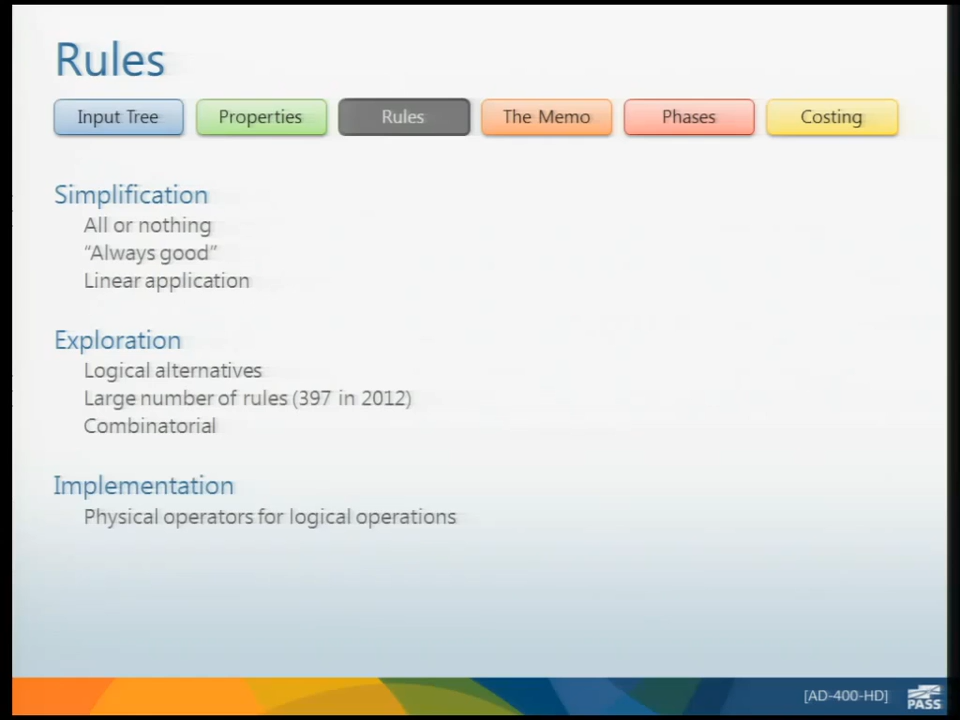 Rules
Input Tree
Properties
Rules
The Memo
Phases
Costing
Simplification
All or nothing
“Always good”
Linear application
Exploration
Logical alternatives
Large number of rules (397 in 2012)
Combinatorial
Implementation
Physical operators for logical operations
[AD-400-HD]
PASS